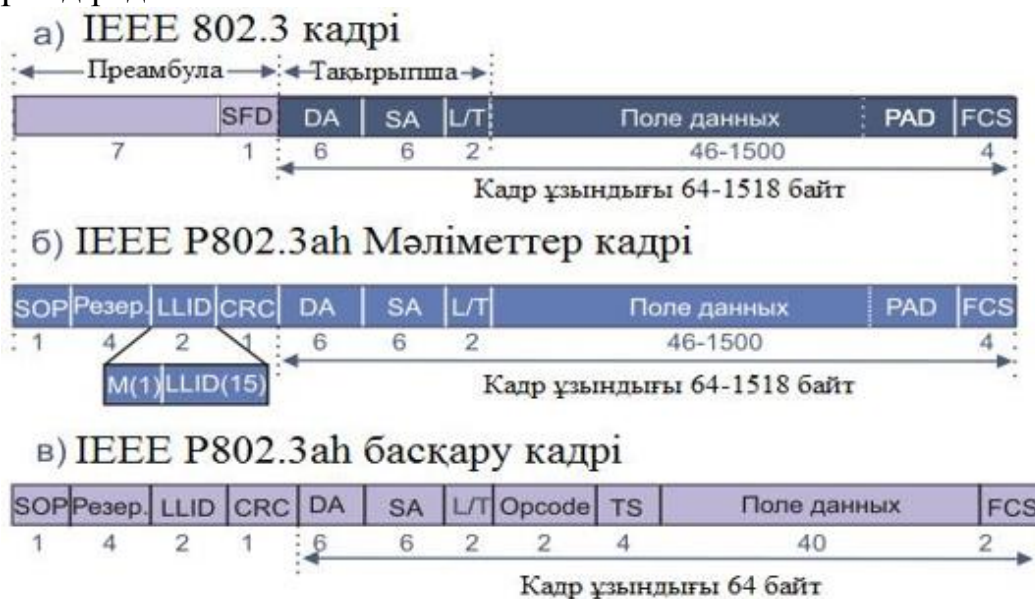 а) IEEE 802.3 кадрі
Преамбула Тақырыпша
SFD DA SA L/T Поле данных PAD FCS
7 1 6 6 2 46-1500 4
Кадр ұзындығы 64-1518 байт
б) IEEE P802.3ah Мәліметтер кадрі
SOP Резер. LLID CRC DA SA L/T Поле данных PAD FCS
1 4 2 1 6 6 2 46-1500 4
M(1) LLID(15)
Кадр ұзындығы 64-1518 байт
в) IEEE P802.3ah басқару кадрі
SOP Резер. LLID CRC DA SA L/T Opcode TS Поле данных FCS
1 4 2 1 6 6 2 2 4 40 2
Кадр ұзындығы 64 байт